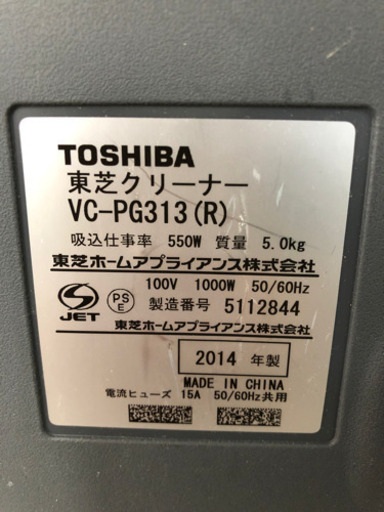 TOSHIBA
東芝クリーナー
VC-PG313(R)
吸込仕事率 550W 質量 5.0kg
東芝ホームアプライアンス株式会社
100V 1000W 50/60Hz
S JET PS E 製造番号 5112844
東芝ホームアプライアンス株式会社
2014 年製
MADE IN CHINA
電流ヒューズ 15A 50/60Hz共用